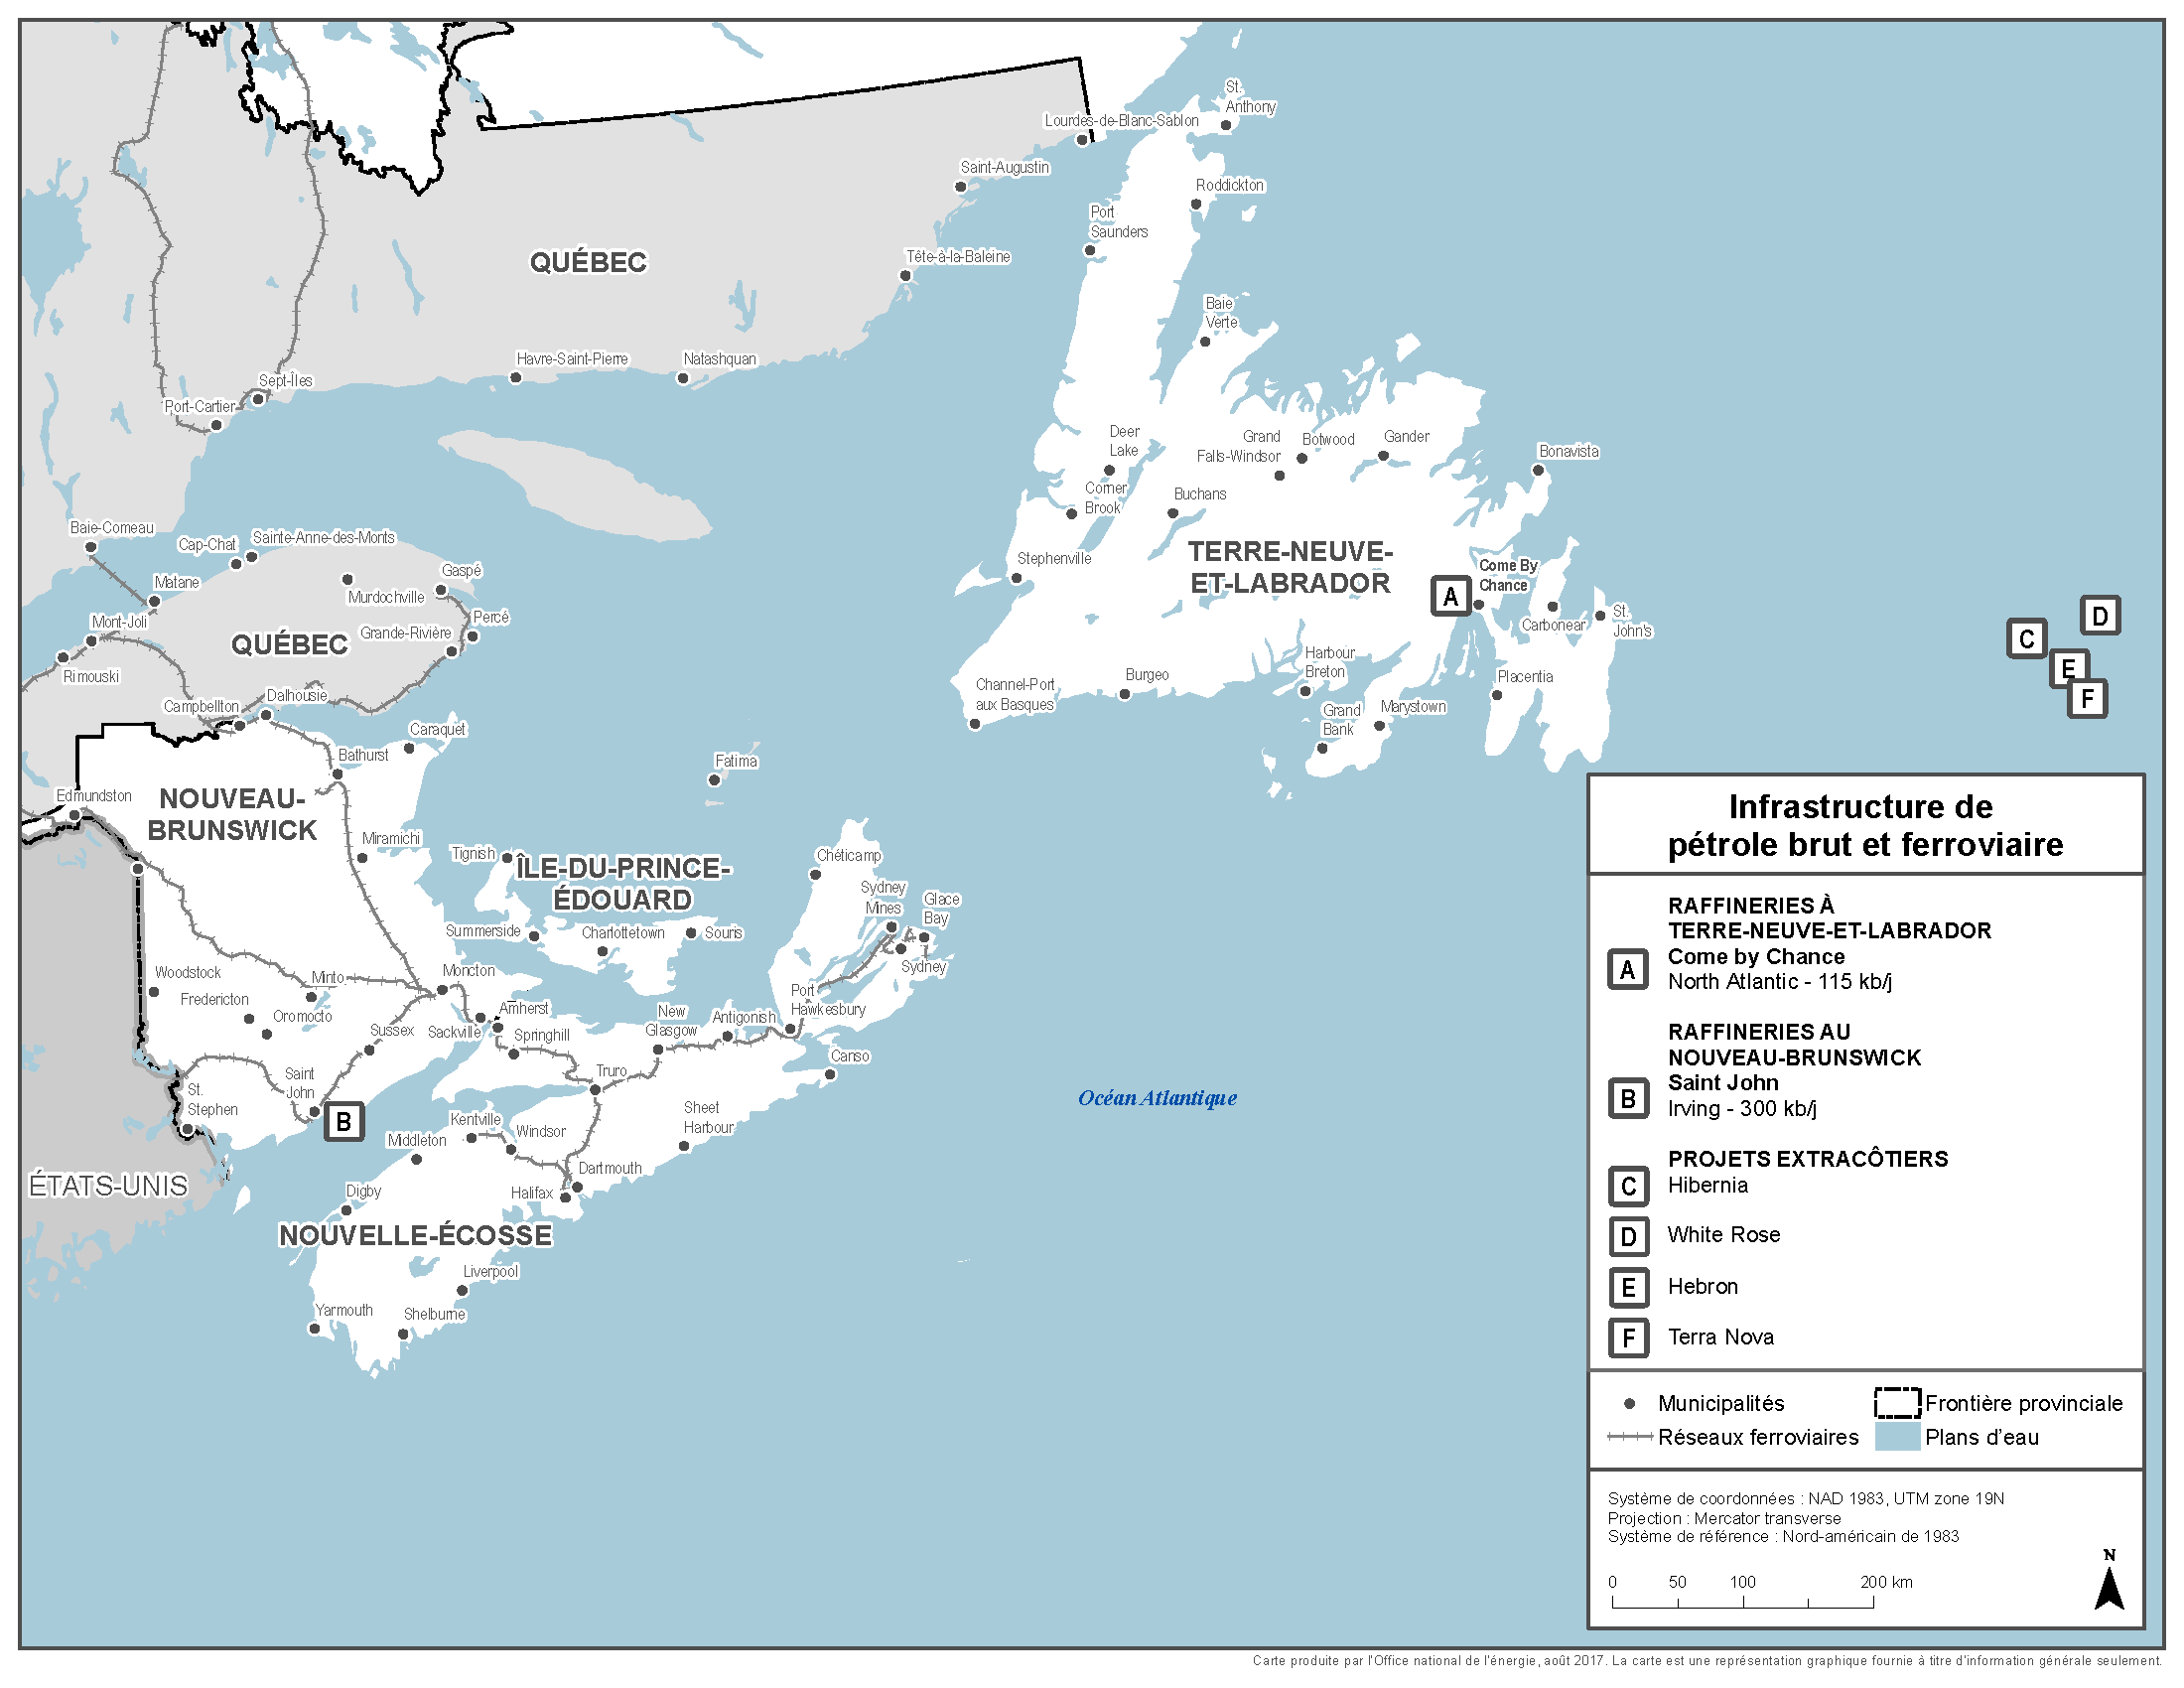 St.
Anthony
Lourdes-de-Blanc-Sablon
Saint-Augustin
Roddickton
Port
Saunders
QUÉBEC
Tête-à-la-Baleine
Baie
Verte
Havre-Saint-Pierre
Natashquan
Sept-Îles
Port-Cartier
Deer
Lake
Grand
Falls-Windsor
Botwood
Gander
Bonavista
Corner
Brook
Buchans
Baie-Comeau
Cap-Chat
Sainte-Anne-des-Monts
Stephenville
TERRE-NEUVE-
ET-LABRADOR
Come By
Chance
A
Gaspé
Matane
Murdochville
Mont-Joli
Percé
Grande-Rivière
QUÉBEC
Carbonear
St.
John's
D
C
E
F
Rimouski
Harbour
Breton
Burgeo
Placentia
Channel-Port
aux Basques
Grand
Bank
Marystown
Dalhousie
Campbellton
Caraquet
Bathurst
Fatima
Edmundston
NOUVEAU-
BRUNSWICK
Miramichi
Tignish
ÎLE-DU-PRINCE-
ÉDOUARD
Chéticamp
Sydney
Mines
Glace
Bay
Summerside
Charlottetown
Souris
Sydney
Woodstock
Minto
Moncton
Fredericton
Oromocto
Port
Hawkesbury
Amherst
New
Glasgow
Antigonish
Sussex
Sackville
Springhill
Canso
Truro
Saint
John
St.
Stephen
B
Océan Atlantique
Sheet
Harbour
Kentville
Windsor
Middleton
Dartmouth
ÉTATS-UNIS
Digby
Halifax
NOUVELLE-ÉCOSSE
Liverpool
Yarmouth
Shelburne
Infrastructure de
pétrole brut et ferroviaire
RAFFINERIES À
TERRE-NEUVE-ET-LABRADOR
Come by Chance
A North Atlantic - 115 kb/j
RAFFINERIES AU
NOUVEAU-BRUNSWICK
Saint John
B Irving - 300 kb/j
PROJETS EXTRACÔTIERS
C Hibernia
D White Rose
E Hebron
F Terra Nova
Municipalités
Frontière provinciale
Réseaux ferroviaires
Plans d'eau
Système de coordonnées : NAD 1983, UTM zone 19N
Projection : Mercator transverse
Système de référence : Nord-américain de 1983
N
0 50 100 200 km
Carte produite par l'Office national de l'énergie, août 2017. La carte est une représentation graphique fournie à titre d'information générale seulement.